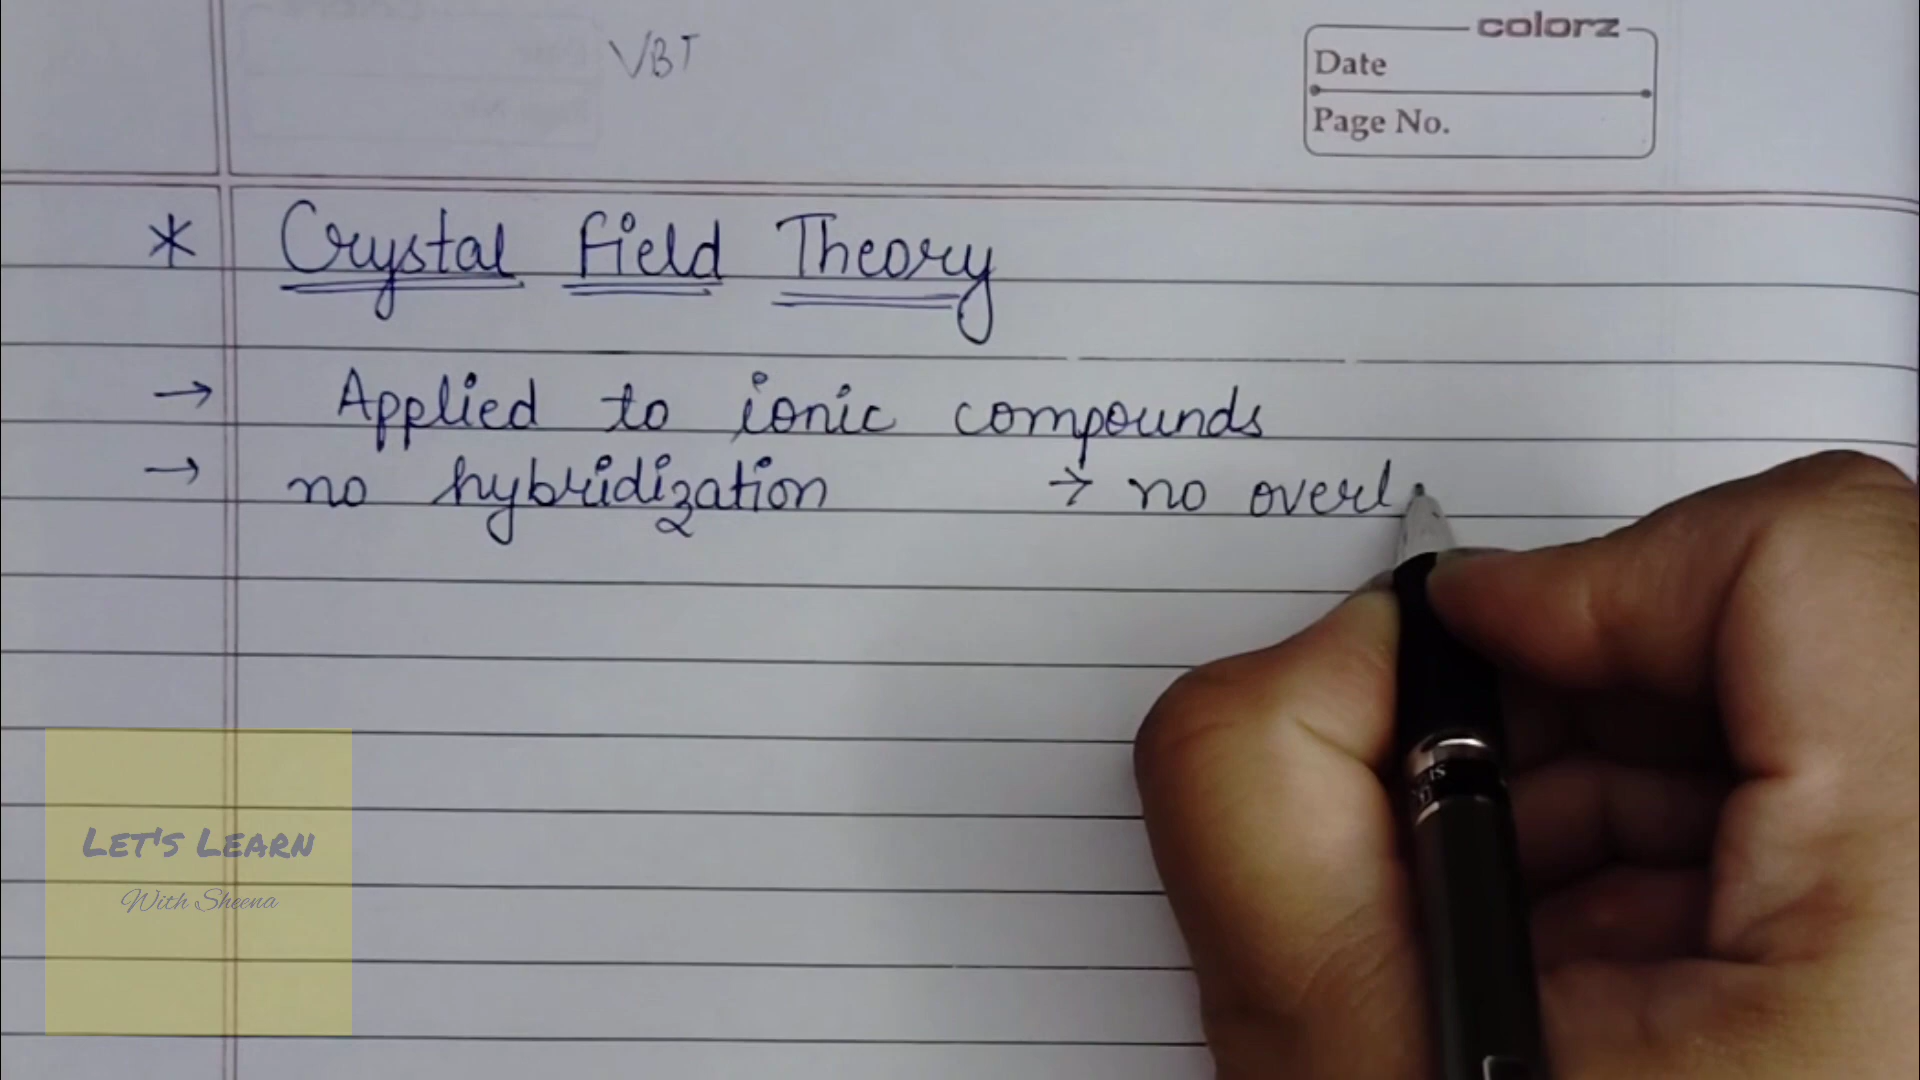 VBT
colorz
Date
Page No.
* Crystal Field Theory
→ Applied to ionic compounds
→ no hybridization → no overl
LET'S LEARN
With Sheena